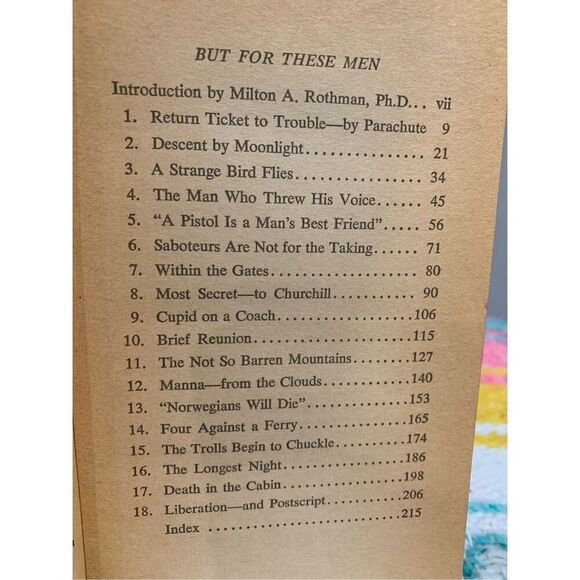 BUT FOR THESE MEN
Introduction by Milton A. Rothman, Ph.D... vii
1. Return Ticket to Trouble—by Parachute 9
2. Descent by Moonlight............... 21
3. A Strange Bird Flies................. 34
4. The Man Who Threw His Voice....... 45
5. “A Pistol Is a Man’s Best Friend”...... 56
6. Saboteurs Are Not for the Taking...... 71
7. Within the Gates.................... 80
8. Most Secret—to Churchill............ 90
9. Cupid on a Coach...................106
10. Brief Reunion......................115
11. The Not So Barren Mountains.........127
12. Manna—from the Clouds.............140
13. “Norwegians Will Die”...............153
14. Four Against a Ferry................165
15. The Trolls Begin to Chuckle..........174
16. The Longest Night..................186
17. Death in the Cabin..................198
18. Liberation—and Postscript...........206
Index ............................215